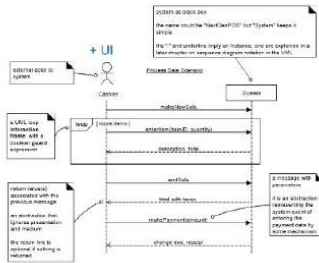 system as black box
the name could be "NextGenPOS" but "System" keeps it
simple
the ":" and underline imply an instance, and are explained in a
later chapter on sequence diagram notation in the UML
+ UI
external actor to
system
Process Sale Scenario
: Cashier
: System
makeNewSale
a UML loop
interaction
frame, with a
boolean guard
expression
loop
[ more items ]
enterItem(itemID, quantity)
description, total
endSale
return value(s)
associated with the
previous message
an abstraction that
ignores presentation
and medium
the return line is
optional if nothing is
returned
total with taxes
makePayment(amount)
a message with
parameters
it is an abstraction
representing the
system event of
entering the
payment data by
some mechanism
change due, receipt